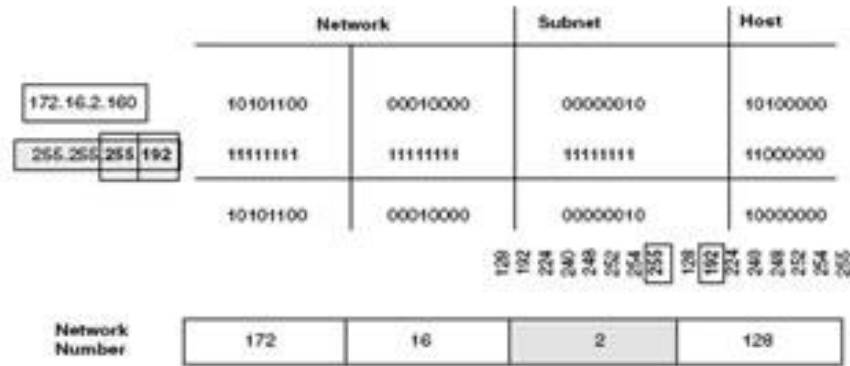 Network Subnet Host
172.16.2.160 10101100 00010000 00000010 10100000
255.255.255.192 11111111 11111111 11111111 11000000
10101100 00010000 00000010 10000000
128 192 224 240 248 252 254 255 128 192 224 240 248 252 254 255
Network
Number
172 16 2 128